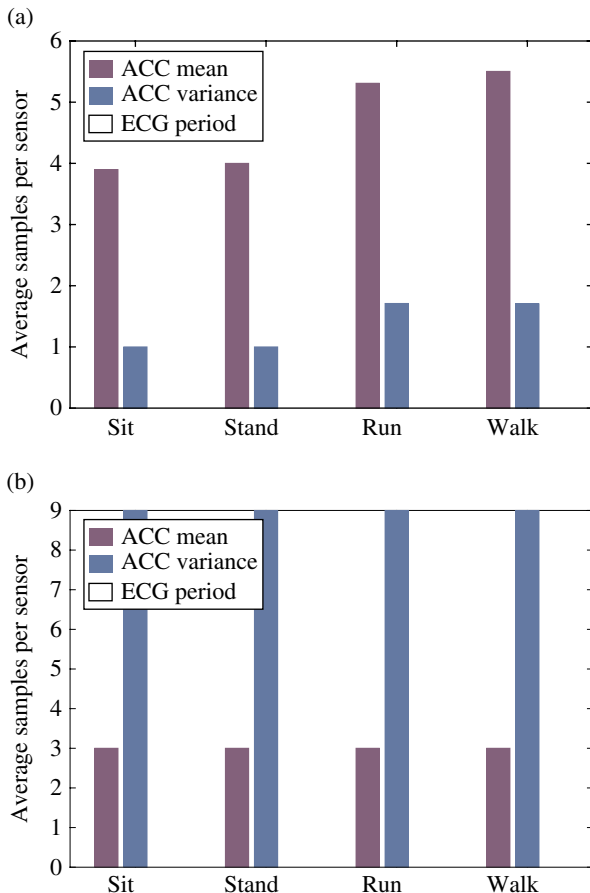 (a)
Average samples per sensor
6
5
4
3
2
1
0
ACC mean
ACC variance
ECG period
Sit Stand Run Walk
(b)
Average samples per sensor
9
8
7
6
5
4
3
2
1
0
ACC mean
ACC variance
ECG period
Sit Stand Run Walk